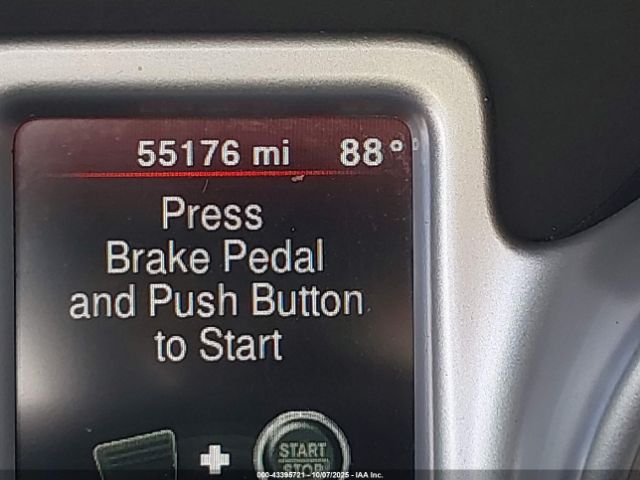 55176 mi 88°
Press
Brake Pedal
and Push Button
to Start
+
START
STOP
000-43395721 - 10/07/2025 - IAA Inc.